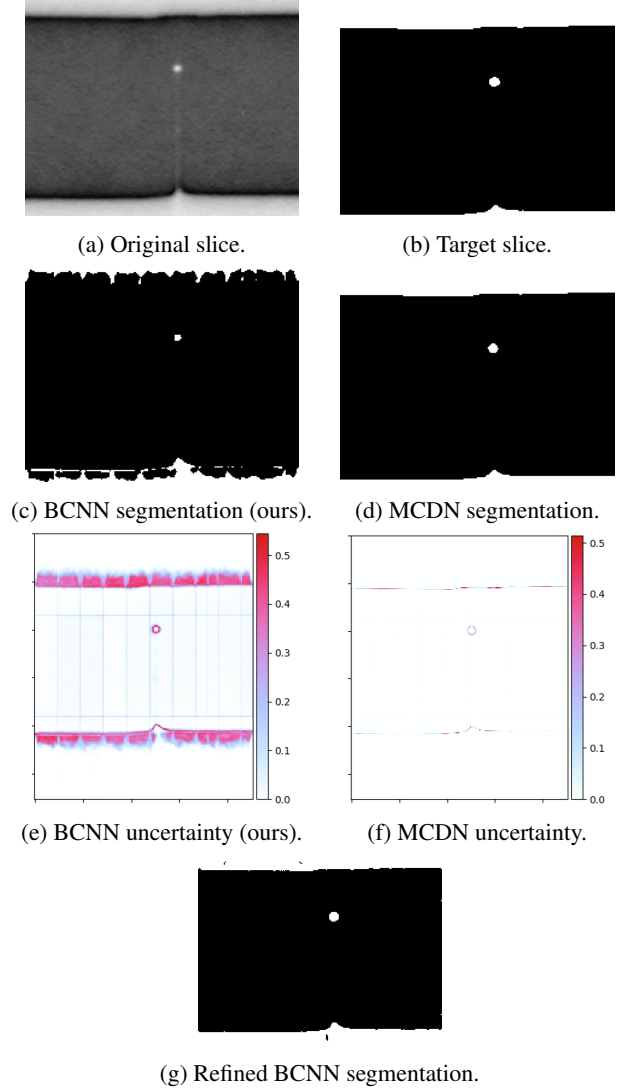 (a) Original slice.
(b) Target slice.
(c) BCNN segmentation (ours).
(d) MCDN segmentation.
0.5
0.4
0.3
0.2
0.1
0.0
0.5
0.4
0.3
0.2
0.1
0.0
(e) BCNN uncertainty (ours).
(f) MCDN uncertainty.
(g) Refined BCNN segmentation.